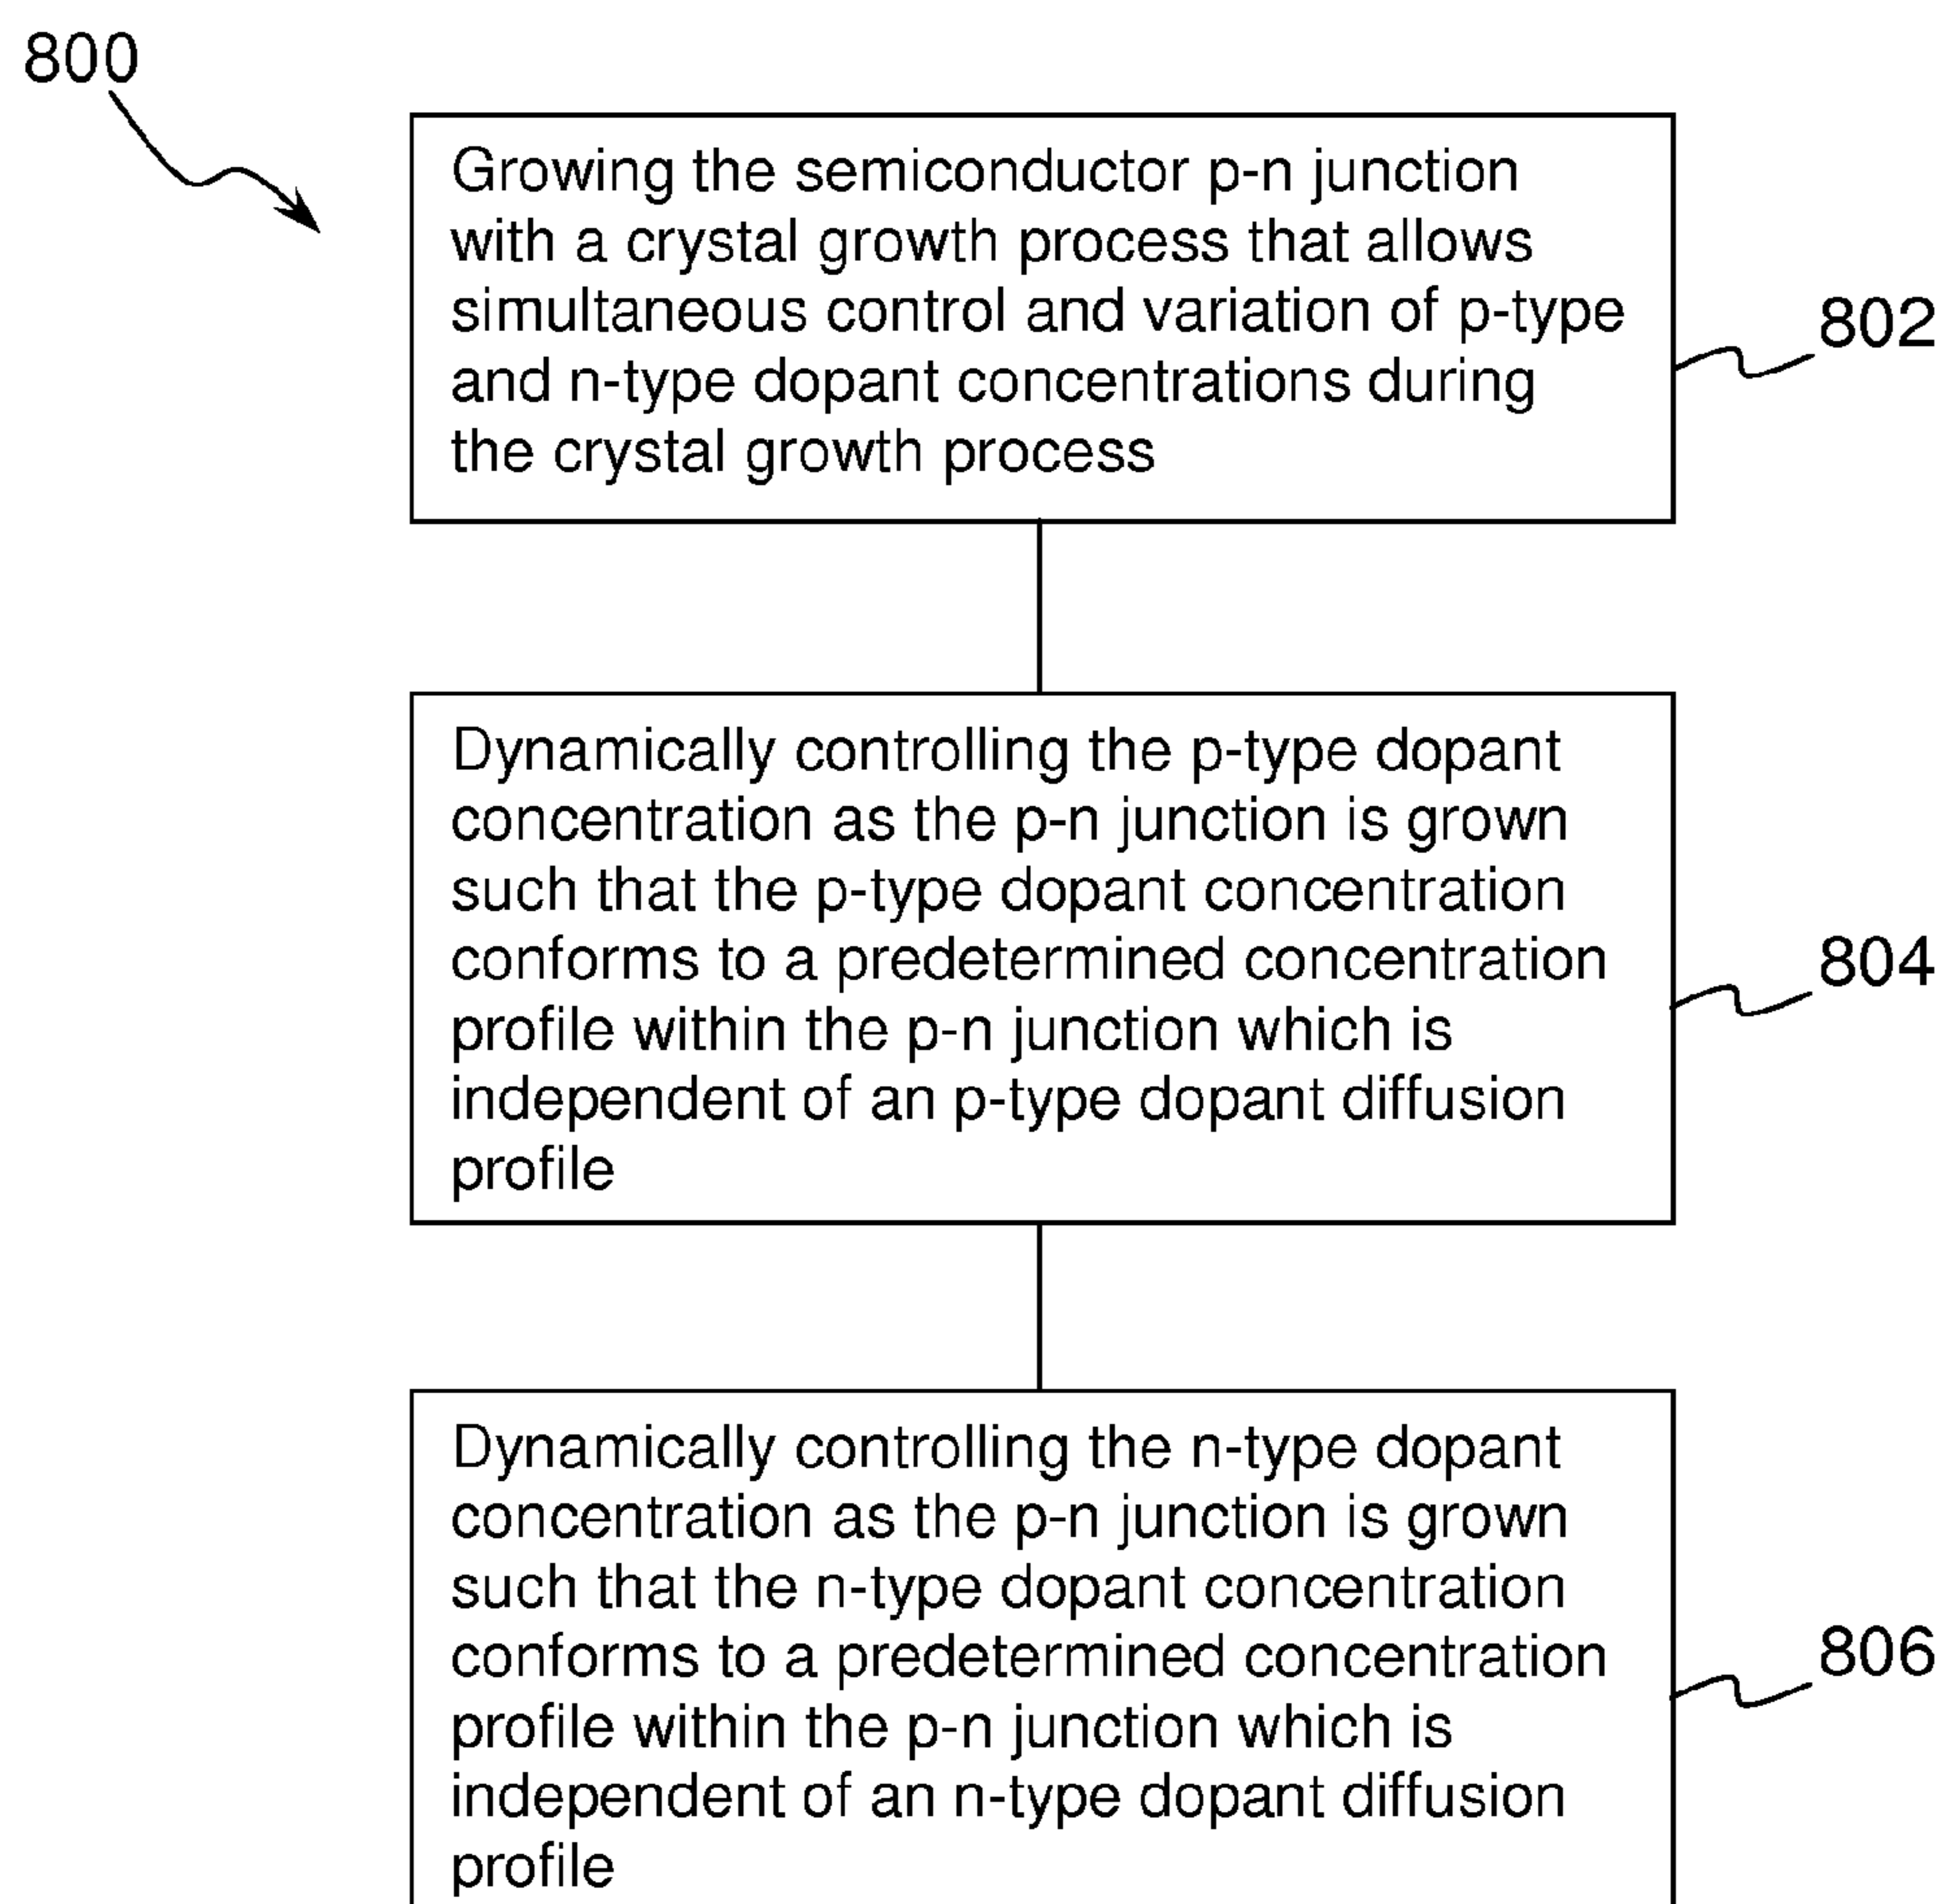 800
Growing the semiconductor p-n junction
with a crystal growth process that allows
simultaneous control and variation of p-type
and n-type dopant concentrations during
the crystal growth process
802
Dynamically controlling the p-type dopant
concentration as the p-n junction is grown
such that the p-type dopant concentration
conforms to a predetermined concentration
profile within the p-n junction which is
independent of an p-type dopant diffusion
profile
804
Dynamically controlling the n-type dopant
concentration as the p-n junction is grown
such that the n-type dopant concentration
conforms to a predetermined concentration
profile within the p-n junction which is
independent of an n-type dopant diffusion
profile
806